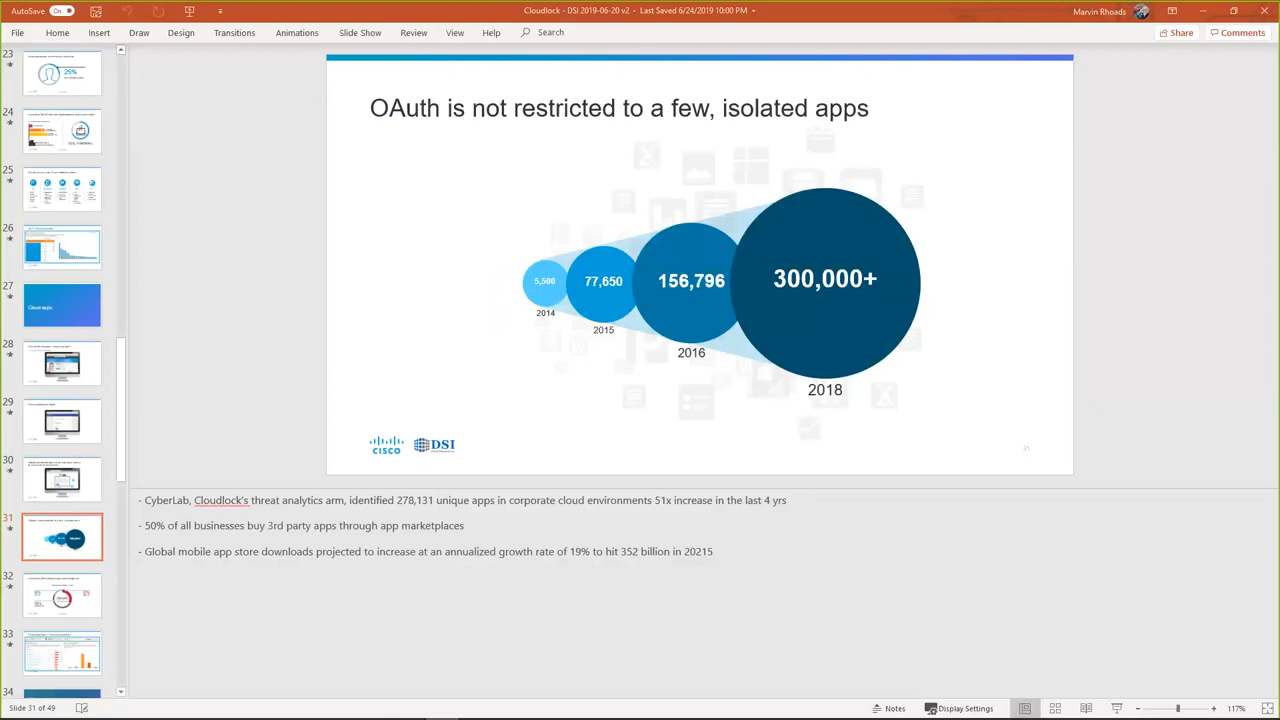 AutoSave On
Cloudlock - DSI 2019-06-20 v2 - Last Saved 6/24/2019 10:00 PM
Marvin Rhoads
File Home Insert Draw Design Transitions Animations Slide Show Review View Help Search
Share Comments
23
24
25
26
27
Cloud apps
28
29
30
31
32
33
34
OAuth is not restricted to a few, isolated apps
5,500
77,650
156,796
300,000+
2014
2015
2016
2018
CISCO DSI
31
- CyberLab, Cloudlock's threat analytics arm, identified 278,131 unique apps in corporate cloud environments 51x increase in the last 4 yrs
- 50% of all businesses buy 3rd party apps through app marketplaces
- Global mobile app store downloads projected to increase at an annualized growth rate of 19% to hit 352 billion in 20215
Slide 31 of 49
Notes Display Settings 117%